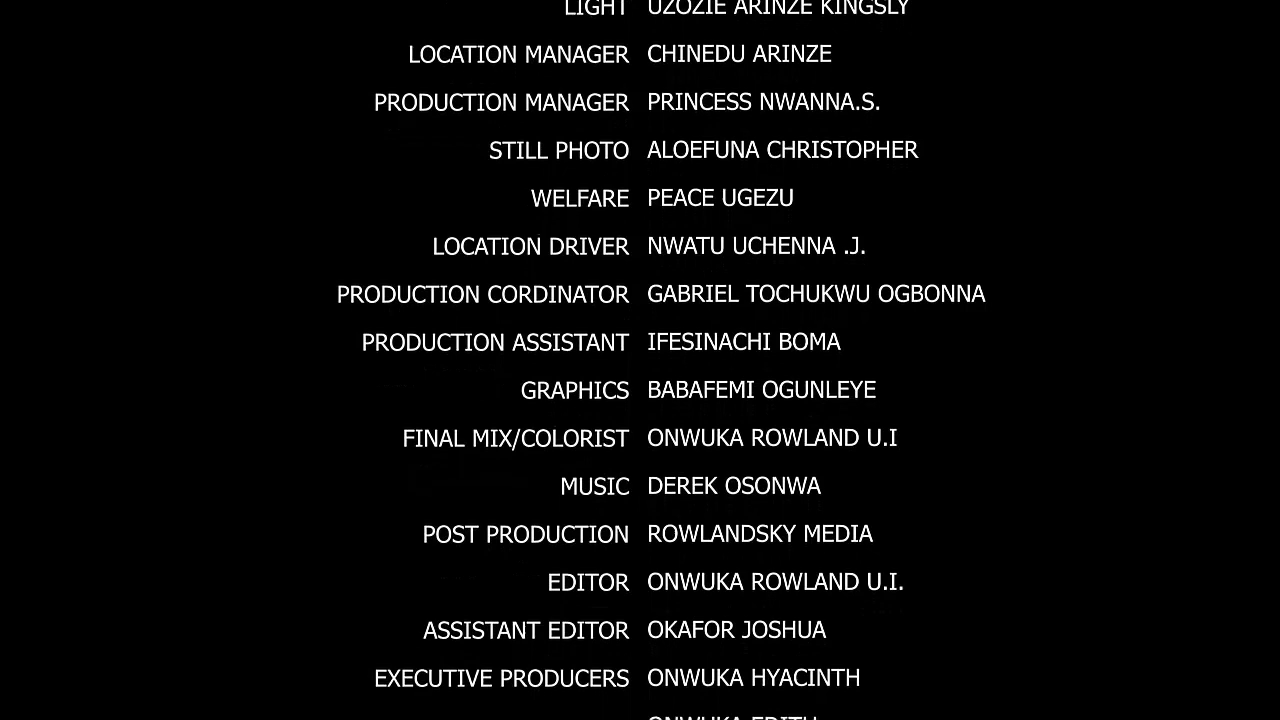 LIGHT UZOZIE ARINZE KINGSLY
LOCATION MANAGER CHINEDU ARINZE
PRODUCTION MANAGER PRINCESS NWANNA.S.
STILL PHOTO ALOEFUNA CHRISTOPHER
WELFARE PEACE UGEZU
LOCATION DRIVER NWATU UCHENNA .J.
PRODUCTION CORDINATOR GABRIEL TOCHUKWU OGBONNA
PRODUCTION ASSISTANT IFESINACHI BOMA
GRAPHICS BABAFEMI OGUNLEYE
FINAL MIX/COLORIST ONWUKA ROWLAND U.I
MUSIC DEREK OSONWA
POST PRODUCTION ROWLANDSKY MEDIA
EDITOR ONWUKA ROWLAND U.I.
ASSISTANT EDITOR OKAFOR JOSHUA
EXECUTIVE PRODUCERS ONWUKA HYACINTH